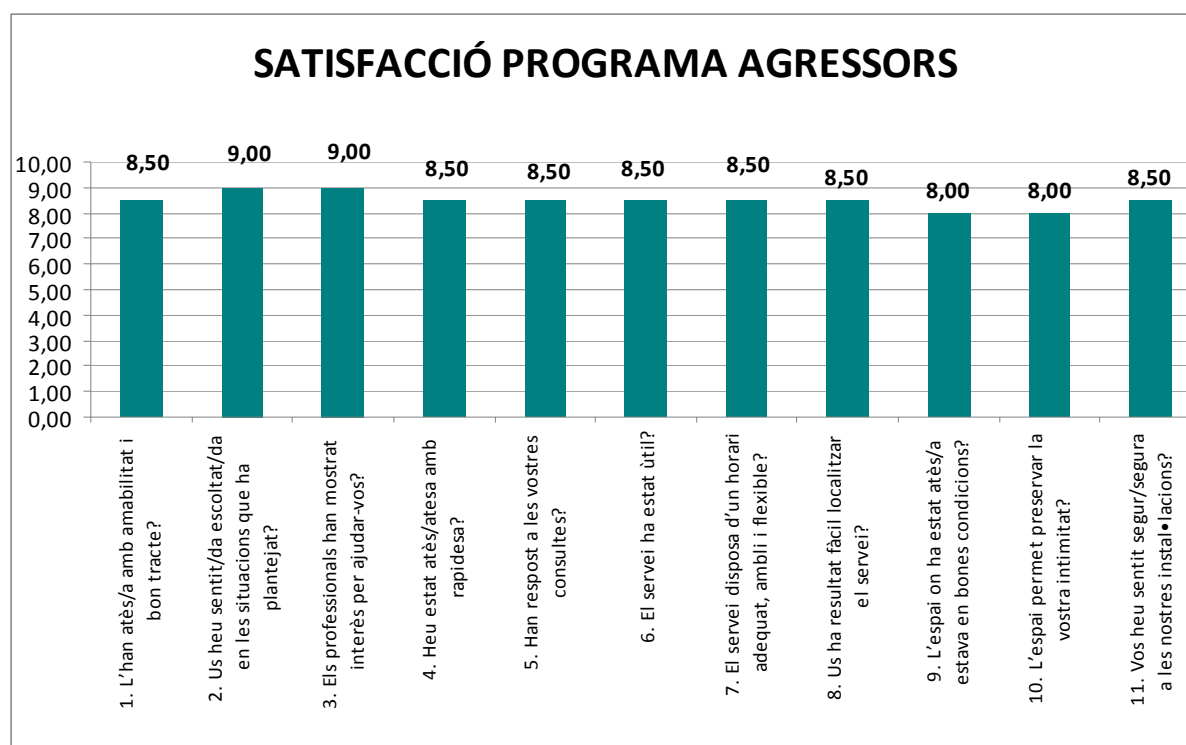 SATISFACCIÓ PROGRAMA AGRESSORS
8,50
9,00
9,00
8,50
8,50
8,50
8,50
8,50
8,00
8,00
8,50
10,00
9,00
8,00
7,00
6,00
5,00
4,00
3,00
2,00
1,00
0,00
1. L'han atès/a amb amabilitat i
bon tracte?
2. Us heu sentit/da escoltat/da
en les situacions que ha
plantejat?
3. Els professionals han mostrat
interès per ajudar-vos?
4. Heu estat atès/atesa amb
rapidesa?
5. Han respost a les vostres
consultes?
6. El servei ha estat ùtil?
7. El servei disposa d'un horari
adequat, ambli i flexible?
8. Us ha resultat fàcil localitzar
el servei?
9. L'espai on ha estat atès/a
estava en bones condicions?
10. L'espai permet preservar la
vostra intimitat?
11. Vos heu sentit segur/segura
a les nostres instal•lacions?